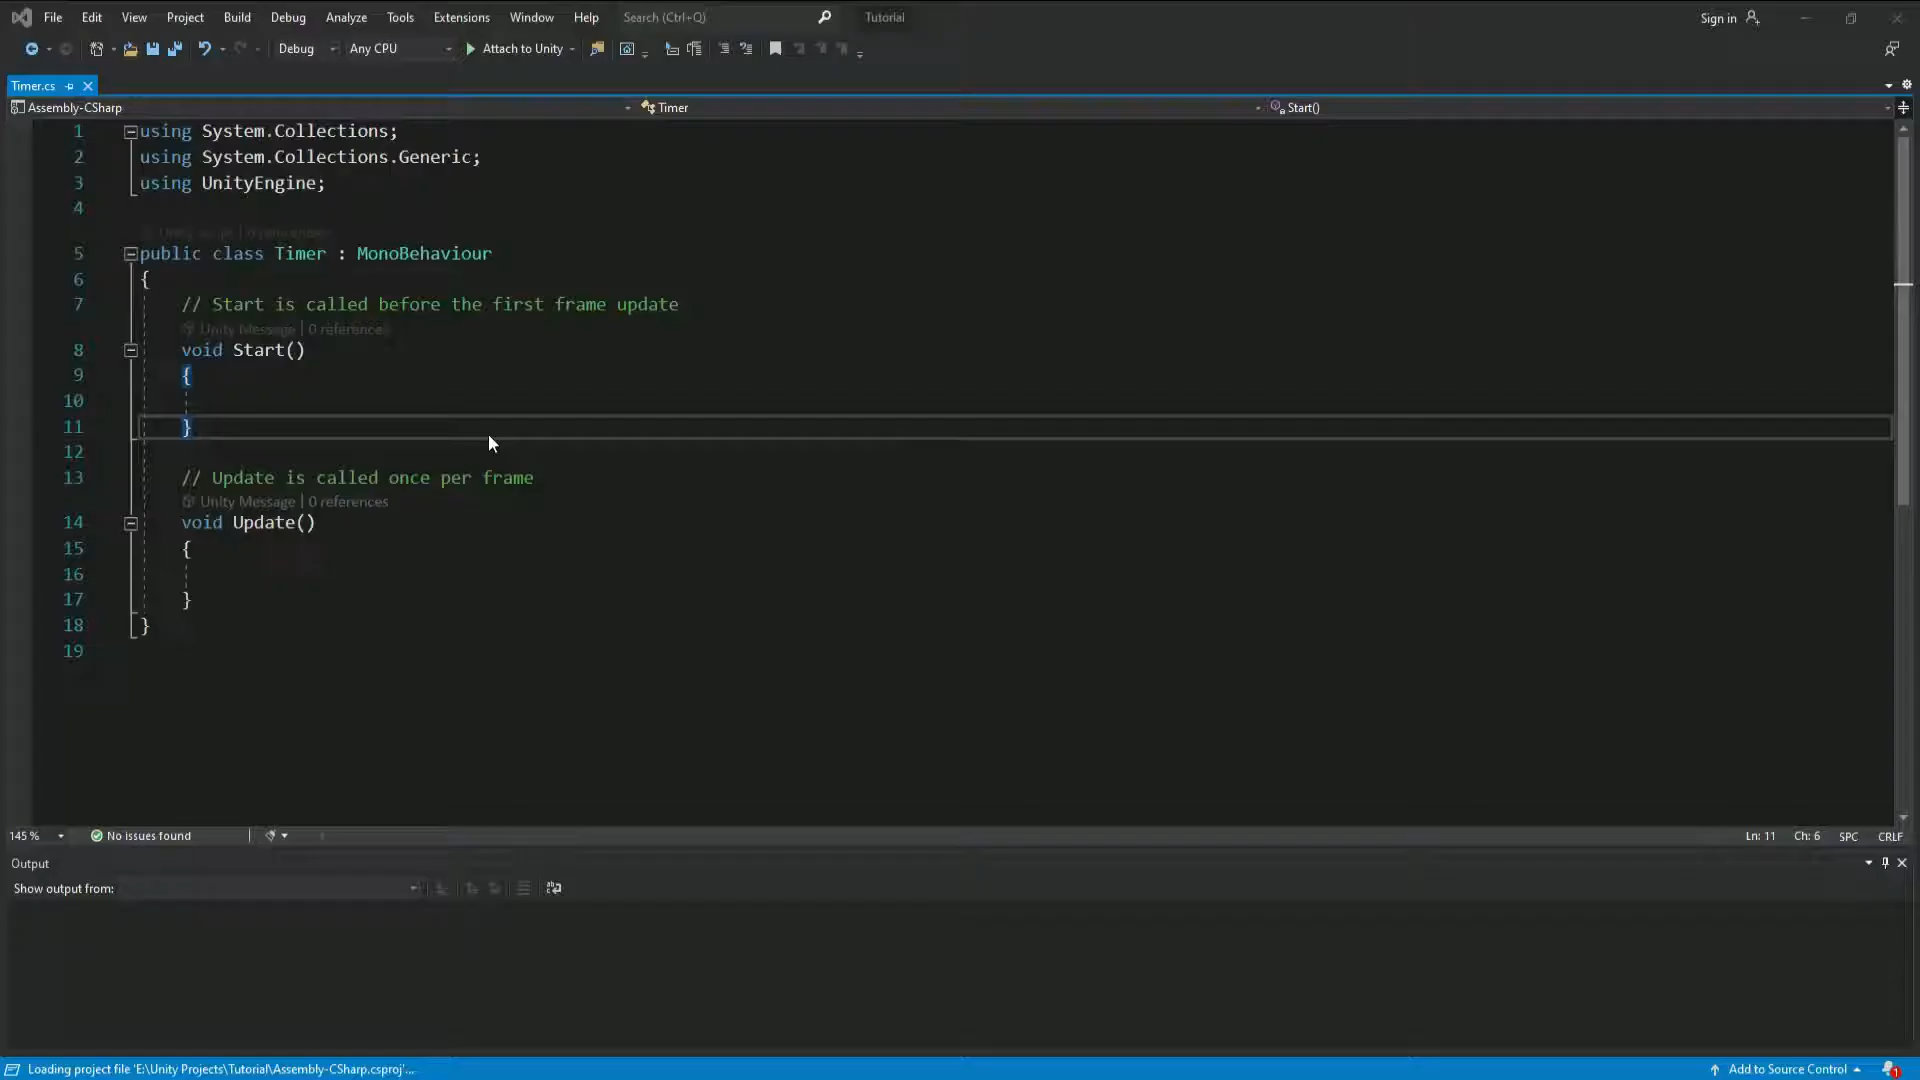 File Edit View Project Build Debug Analyze Tools Extensions Window Help Search (Ctrl+Q) Tutorial Sign in
Debug Any CPU Attach to Unity
Timer.cs
Assembly-CSharp Timer Start()
1 using System.Collections;
2 using System.Collections.Generic;
3 using UnityEngine;
4
5 public class Timer : MonoBehaviour
6 {
7 // Start is called before the first frame update
Unity Message | 0 references
8 void Start()
9 {
10
11 }
12
13 // Update is called once per frame
Unity Message | 0 references
14 void Update()
15 {
16
17 }
18 }
19
145 % No issues found Ln: 11 Ch: 6 SPC CRLF
Output
Show output from:
Loading project file 'E:\Unity Projects\Tutorial\Assembly-CSharp.csproj'... Add to Source Control 1